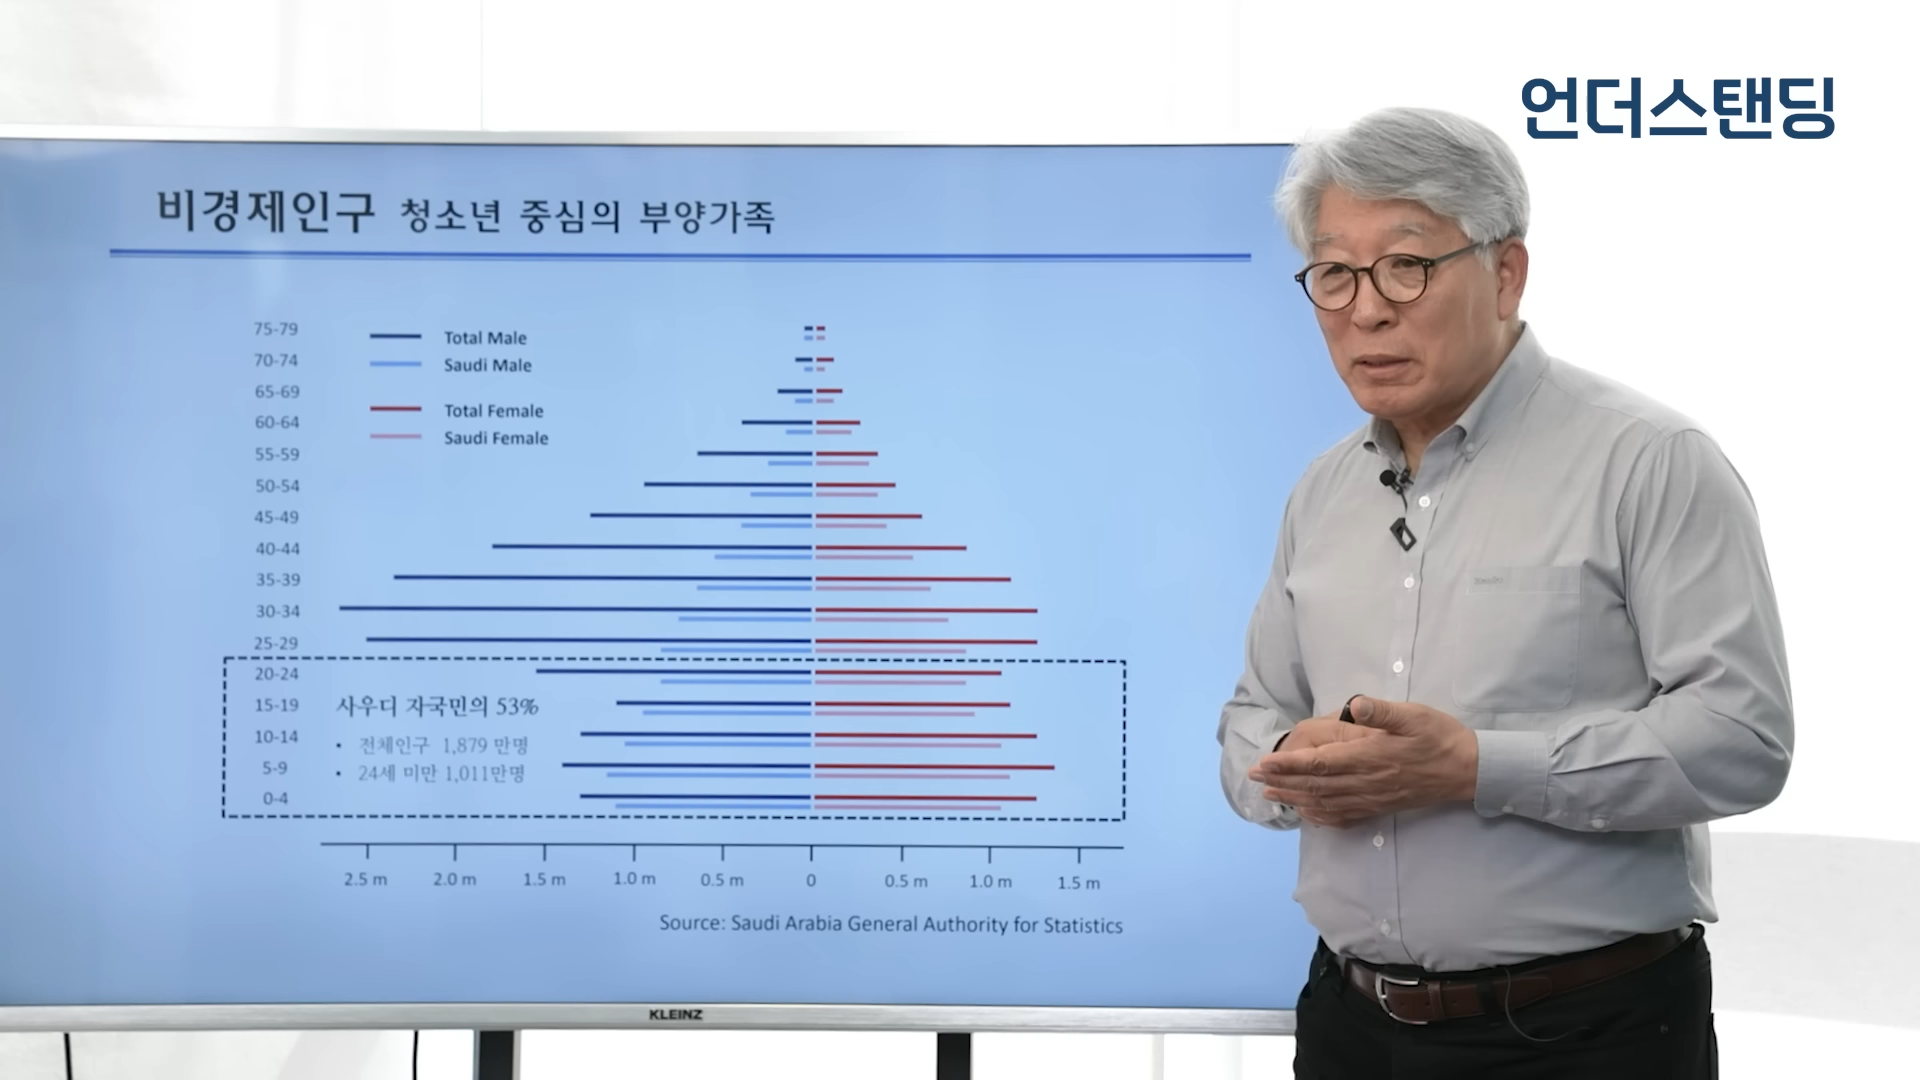 언더스탠딩
비경제인구 청소년 중심의 부양가족
75-79
70-74
65-69
60-64
55-59
50-54
45-49
40-44
35-39
30-34
25-29
20-24
15-19
10-14
5-9
0-4
Total Male
Saudi Male
Total Female
Saudi Female
사우디 자국민의 53%
• 전체인구 1,879 만명
• 24세 미만 1,011만명
2.5 m 2.0 m 1.5 m 1.0 m 0.5 m 0 0.5 m 1.0 m 1.5 m
Source: Saudi Arabia General Authority for Statistics
KLEINZ